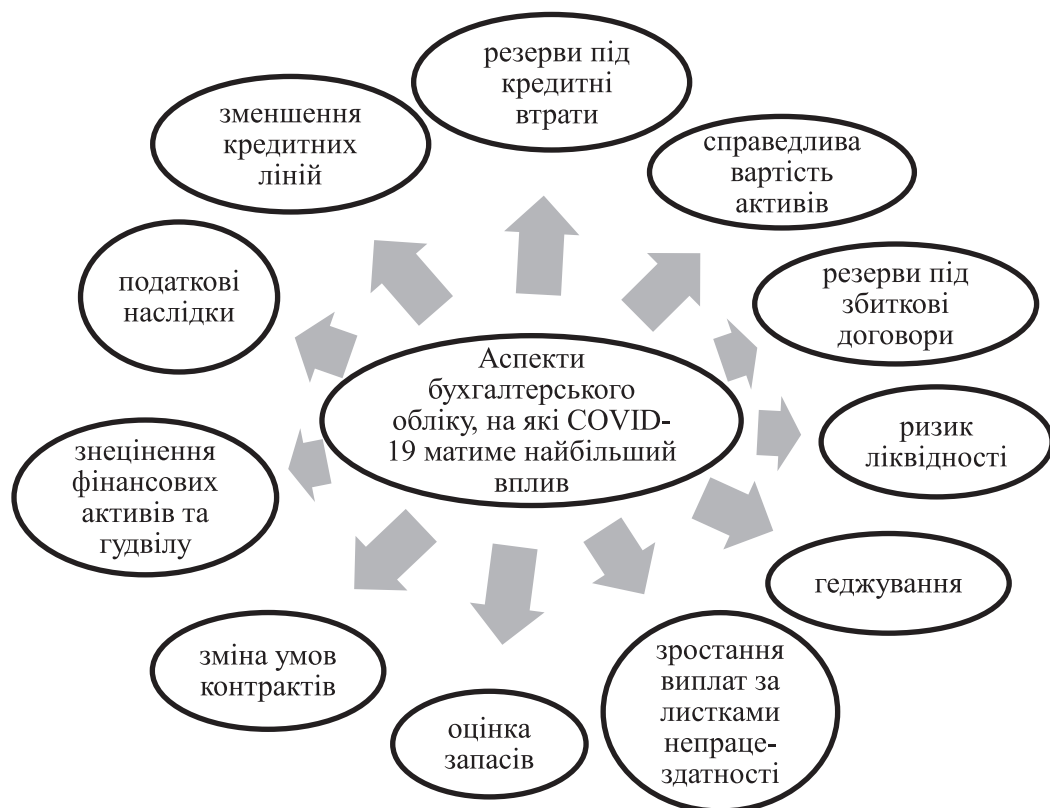 резерви під
кредитні
втрати
зменшення
кредитних
ліній
справедлива
вартість
активів
податкові
наслідки
резерви під
збиткові
договори
Аспекти
бухгалтерського
обліку, на які COVID-
19 матиме найбільший
вплив
ризик
ліквідності
знецінення
фінансових
активів та
гудвілу
геджування
зміна умов
контрактів
оцінка
запасів
зростання
виплат за
листками
непраце-
здатності